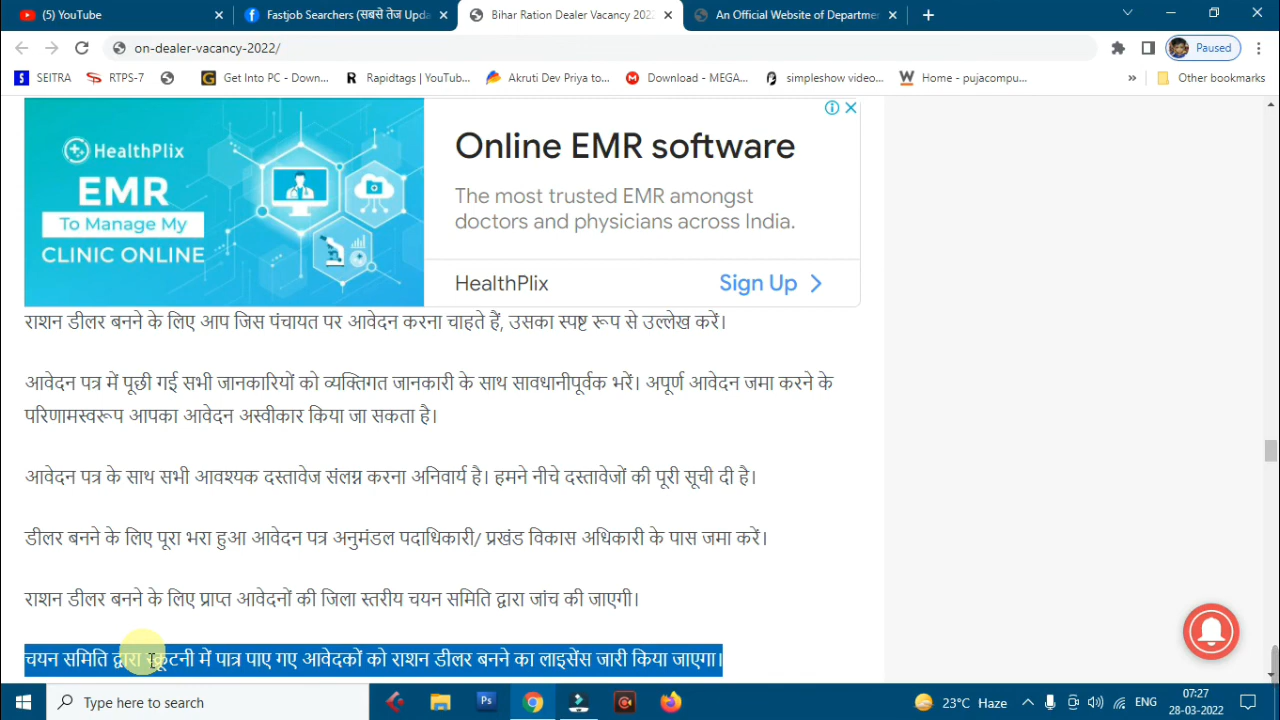 (5) YouTube
Fastjob Searchers (सबसे तेज Upda
Bihar Ration Dealer Vacancy 202
An Official Website of Departmen
on-dealer-vacancy-2022/
Paused
SEITRA
RTPS-7
Get Into PC - Down...
Rapidtags | YouTub...
Akruti Dev Priya to...
Download - MEGA...
simpleshow video...
Home - pujacompu...
»
Other bookmarks
HealthPlix
EMR
To Manage My
CLINIC ONLINE
Online EMR software
The most trusted EMR amongst
doctors and physicians across India.
HealthPlix
Sign Up
राशन डीलर बनने के लिए आप जिस पंचायत पर आवेदन करना चाहते हैं, उसका स्पष्ट रूप से उल्लेख करें।
आवेदन पत्र में पूछी गई सभी जानकारियों को व्यक्तिगत जानकारी के साथ सावधानीपूर्वक भरें। अपूर्ण आवेदन जमा करने के
परिणामस्वरूप आपका आवेदन अस्वीकार किया जा सकता है।
आवेदन पत्र के साथ सभी आवश्यक दस्तावेज संलग्न करना अनिवार्य है। हमने नीचे दस्तावेजों की पूरी सूची दी है।
डीलर बनने के लिए पूरा भरा हुआ आवेदन पत्र अनुमंडल पदाधिकारी/ प्रखंड विकास अधिकारी के पास जमा करें।
राशन डीलर बनने के लिए प्राप्त आवेदनों की जिला स्तरीय चयन समिति द्वारा जांच की जाएगी।
चयन समिति द्वारा स्क्रूटनी में पात्र पाए गए आवेदकों को राशन डीलर बनने का लाइसेंस जारी किया जाएगा।
Type here to search
Ps
23°C Haze
ENG
07:27
28-03-2022